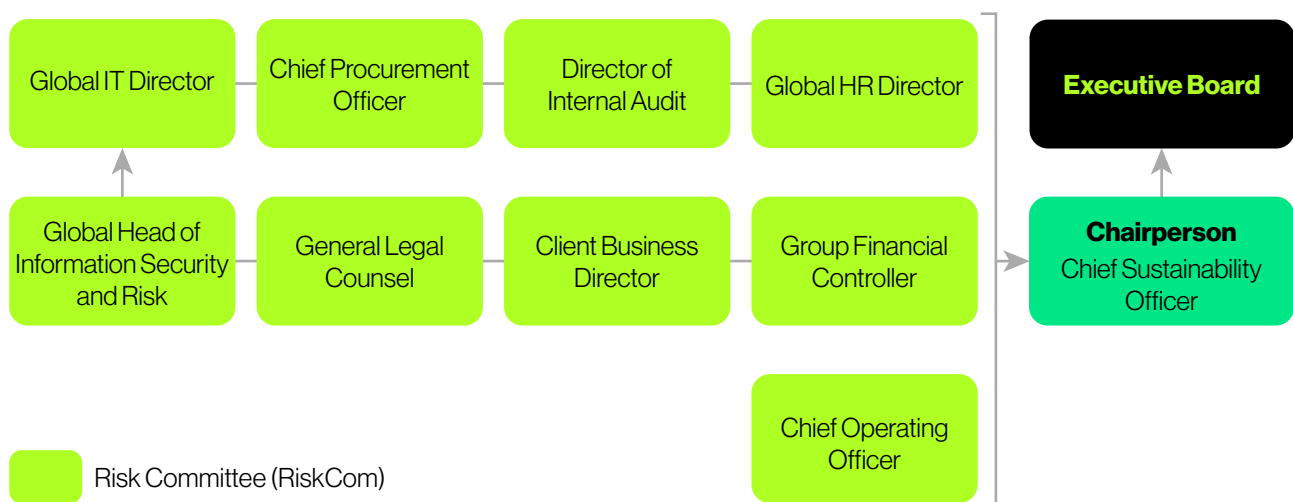 Global IT Director
Chief Procurement
Officer
Director of
Internal Audit
Global HR Director
Executive Board
Global Head of
Information Security
and Risk
General Legal
Counsel
Client Business
Director
Group Financial
Controller
Chairperson
Chief Sustainability
Officer
Chief Operating
Officer
Risk Committee (RiskCom)